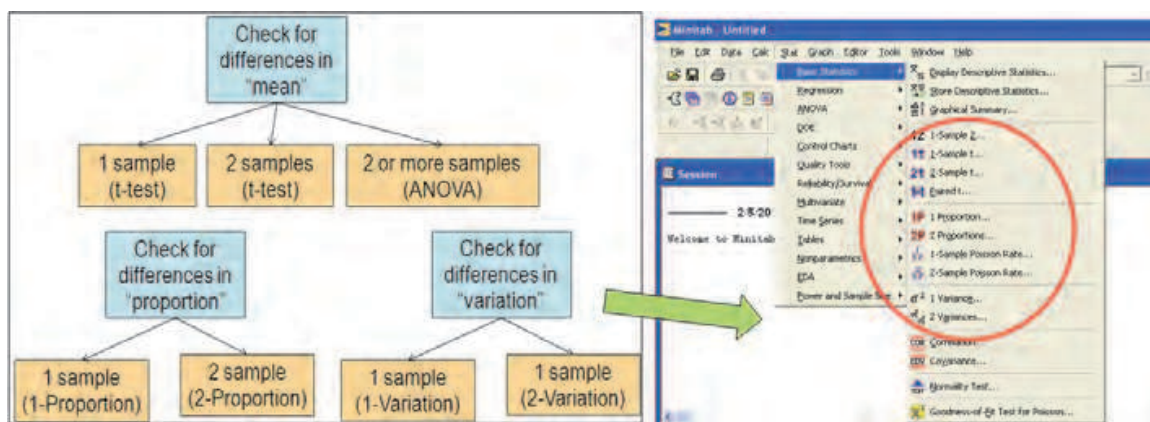 Check for
differences in
"mean"
1 sample
(t-test)
2 samples
(t-test)
2 or more samples
(ANOVA)
Check for
differences in
"proportion"
Check for
differences in
"variation"
1 sample
(1-Proportion)
2 sample
(2-Proportion)
1 sample
(1-Variation)
1 sample
(2-Variation)
Minitab - Untitled
File Edit Data Calc Stat Graph Editor Tools Window Help
Basic Statistics
Regression
ANOVA
DOE
Control Charts
Quality Tools
Reliability/Survival
Multivariate
Time Series
Tables
Nonparametrics
EDA
Power and Sample Size
Display Descriptive Statistics...
Store Descriptive Statistics...
Graphical Summary...
1-Sample Z...
1-Sample t...
2-Sample t...
Paired t...
1 Proportion...
2 Proportions...
1-Sample Poisson Rate...
2-Sample Poisson Rate...
1 Variance...
2 Variances...
Correlation...
Covariance...
Normality Test...
Goodness-of-Fit Test for Poisson...
Session
Welcome to Minitab